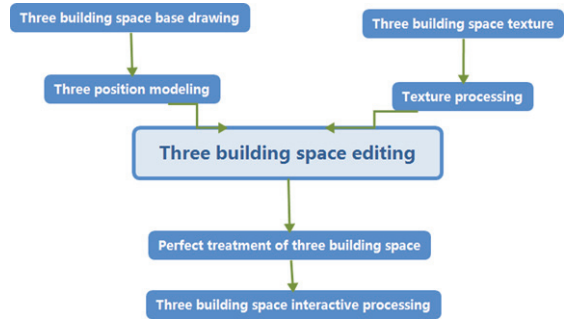 Three building space base drawing
Three building space texture
Three position modeling
Texture processing
Three building space editing
Perfect treatment of three building space
Three building space interactive processing